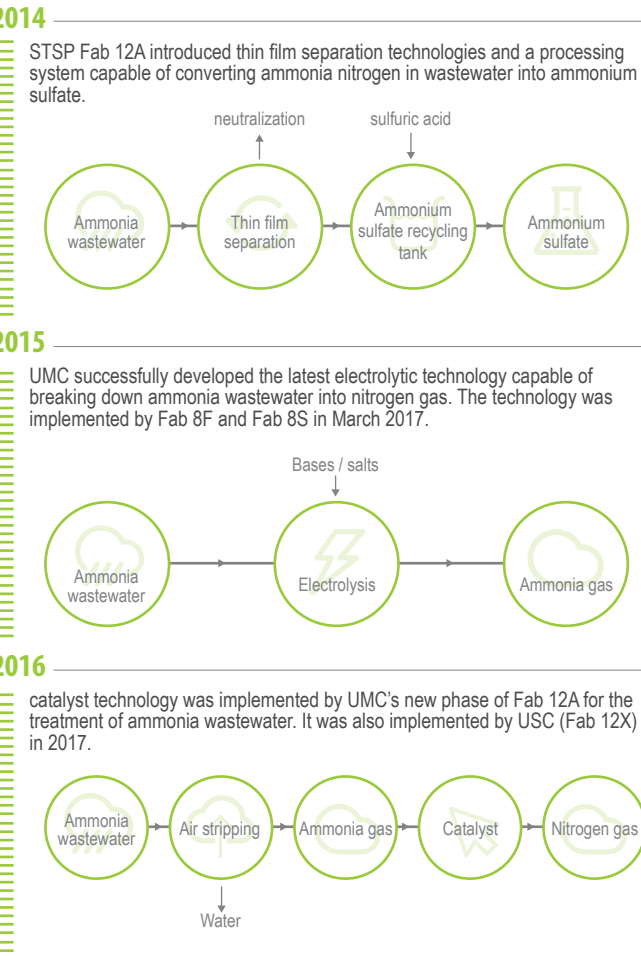 2014
STSP Fab 12A introduced thin film separation technologies and a processing
system capable of converting ammonia nitrogen in wastewater into ammonium
sulfate.
neutralization
sulfuric acid
Ammonia
wastewater
Thin film
separation
Ammonium
sulfate recycling
tank
Ammonium
sulfate
2015
UMC successfully developed the latest electrolytic technology capable of
breaking down ammonia wastewater into nitrogen gas. The technology was
implemented by Fab 8F and Fab 8S in March 2017.
Bases / salts
Ammonia
wastewater
Electrolysis
Ammonia gas
2016
catalyst technology was implemented by UMC's new phase of Fab 12A for the
treatment of ammonia wastewater. It was also implemented by USC (Fab 12X)
in 2017.
Ammonia
wastewater
Air stripping
Ammonia gas
Catalyst
Nitrogen gas
Water